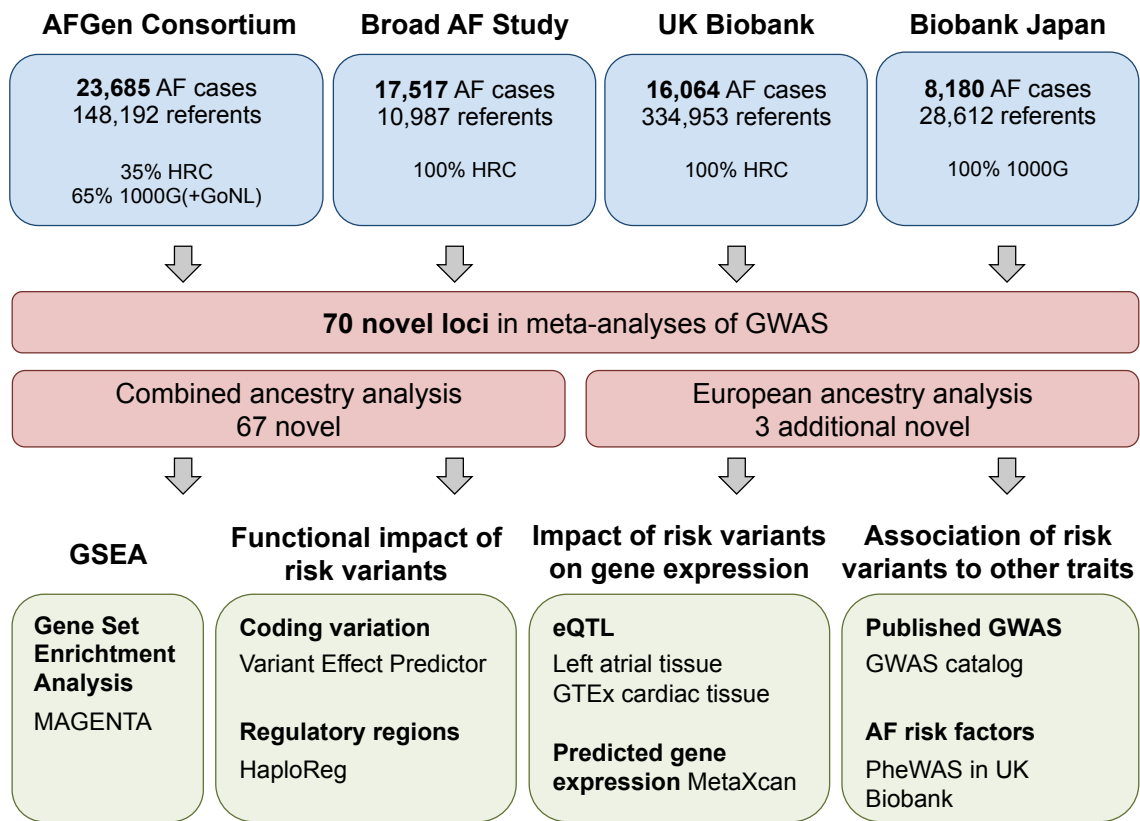 AFGen Consortium
23,685 AF cases
148,192 referents
35% HRC
65% 1000G(+GoNL)
Broad AF Study
17,517 AF cases
10,987 referents
100% HRC
UK Biobank
16,064 AF cases
334,953 referents
100% HRC
Biobank Japan
8,180 AF cases
28,612 referents
100% 1000G
70 novel loci in meta-analyses of GWAS
Combined ancestry analysis
67 novel
European ancestry analysis
3 additional novel
GSEA
Gene Set
Enrichtment
Analysis
MAGENTA
Functional impact of
risk variants
Coding variation
Variant Effect Predictor
Regulatory regions
HaploReg
Impact of risk variants
on gene expression
eQTL
Left atrial tissue
GTEx cardiac tissue
Predicted gene
expression MetaXcan
Association of risk
variants to other traits
Published GWAS
GWAS catalog
AF risk factors
PheWAS in UK
Biobank